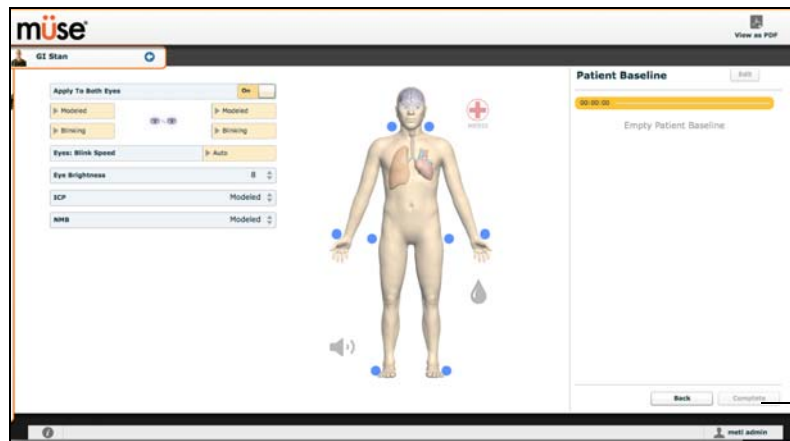 müse
View as PDF
GI Stan
Apply To Both Eyes On
Modeled Modeled
Blinking Blinking
Eyes: Blink Speed Auto
Eye Brightness 8
ICP Modeled
NMB Modeled
Patient Baseline Edit
00:00:00
Empty Patient Baseline
Back Complete
meti admin